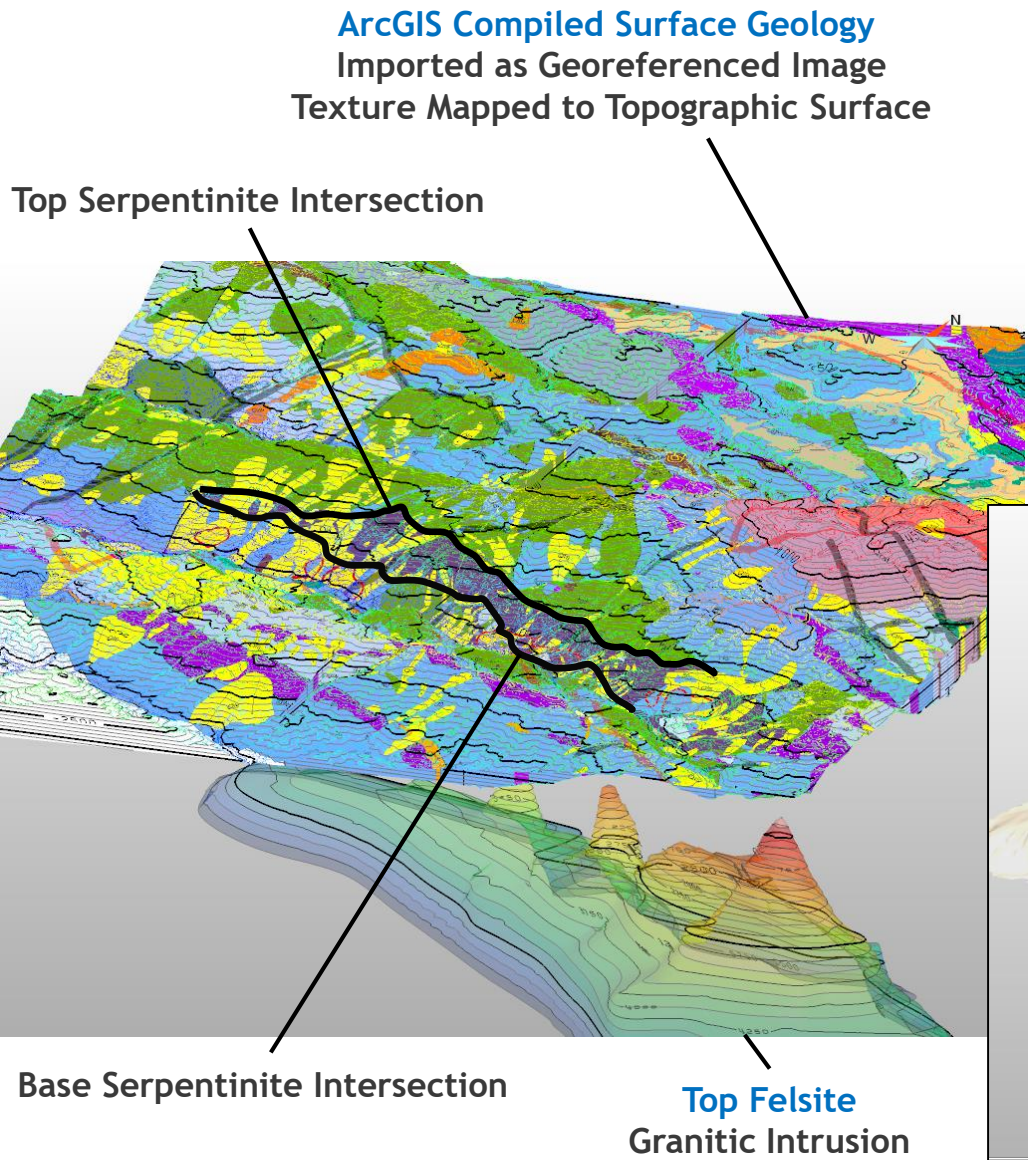 ArcGIS Compiled Surface Geology
Imported as Georeferenced Image
Texture Mapped to Topographic Surface
Top Serpentinite Intersection
N
W
Base Serpentinite Intersection
Top Felsite
Granitic Intrusion